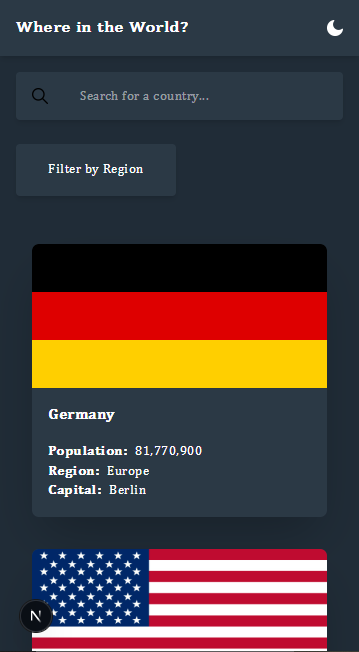 Where in the World?
Search for a country...
Filter by Region
Germany
Population: 81,770,900
Region: Europe
Capital: Berlin
N